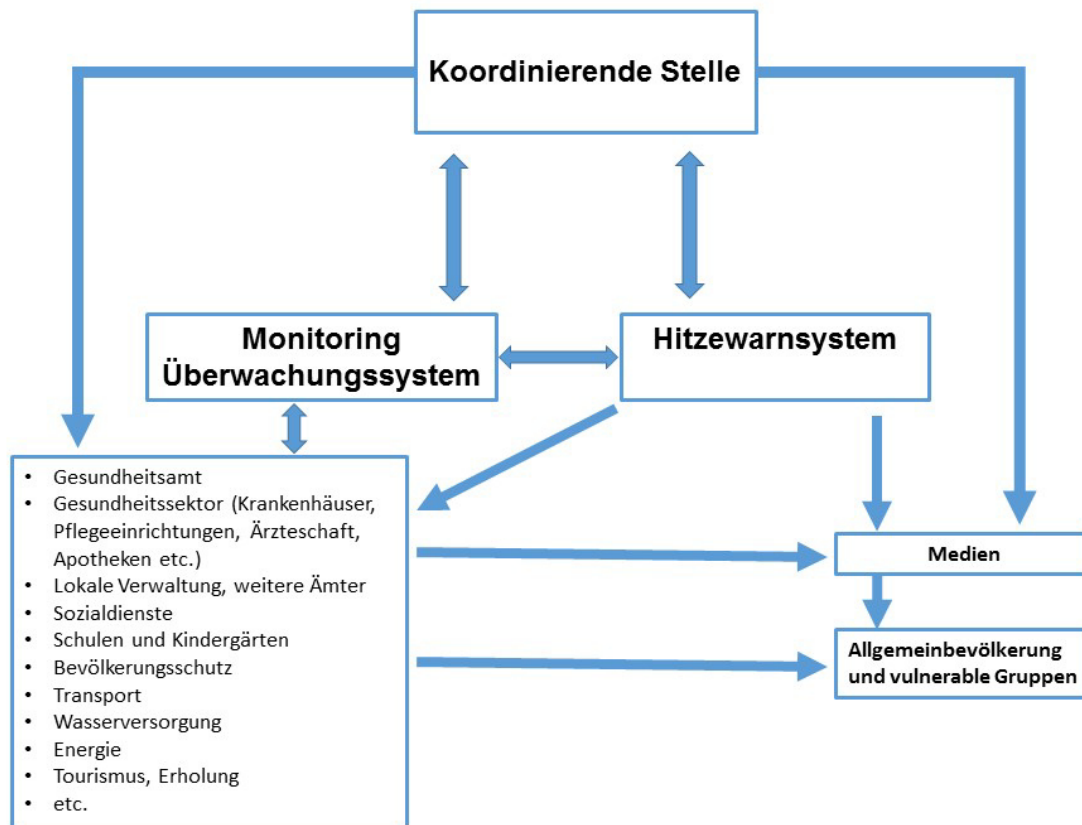 Koordinierende Stelle
Monitoring
Überwachungssystem
Hitzewarnsystem
• Gesundheitsamt
• Gesundheitssektor (Krankenhäuser,
Pflegeeinrichtungen, Ärzteschaft,
Apotheken etc.)
• Lokale Verwaltung, weitere Ämter
• Sozialdienste
• Schulen und Kindergärten
• Bevölkerungsschutz
• Transport
• Wasserversorgung
• Energie
• Tourismus, Erholung
• etc.
Medien
Allgemeinbevölkerung
und vulnerable Gruppen